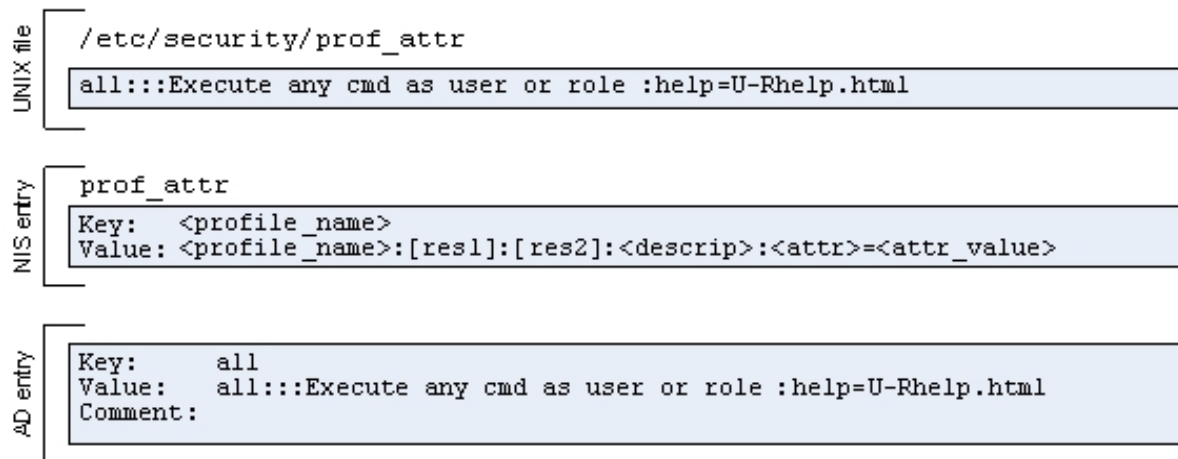 UNIX file
/etc/security/prof_attr
all:::Execute any cmd as user or role :help=U-Rhelp.html
NIS entry
prof_attr
Key: <profile_name>
Value: <profile_name>:[res1]:[res2]:<descrip>:<attr>=<attr_value>
AD entry
Key: all
Value: all:::Execute any cmd as user or role :help=U-Rhelp.html
Comment: